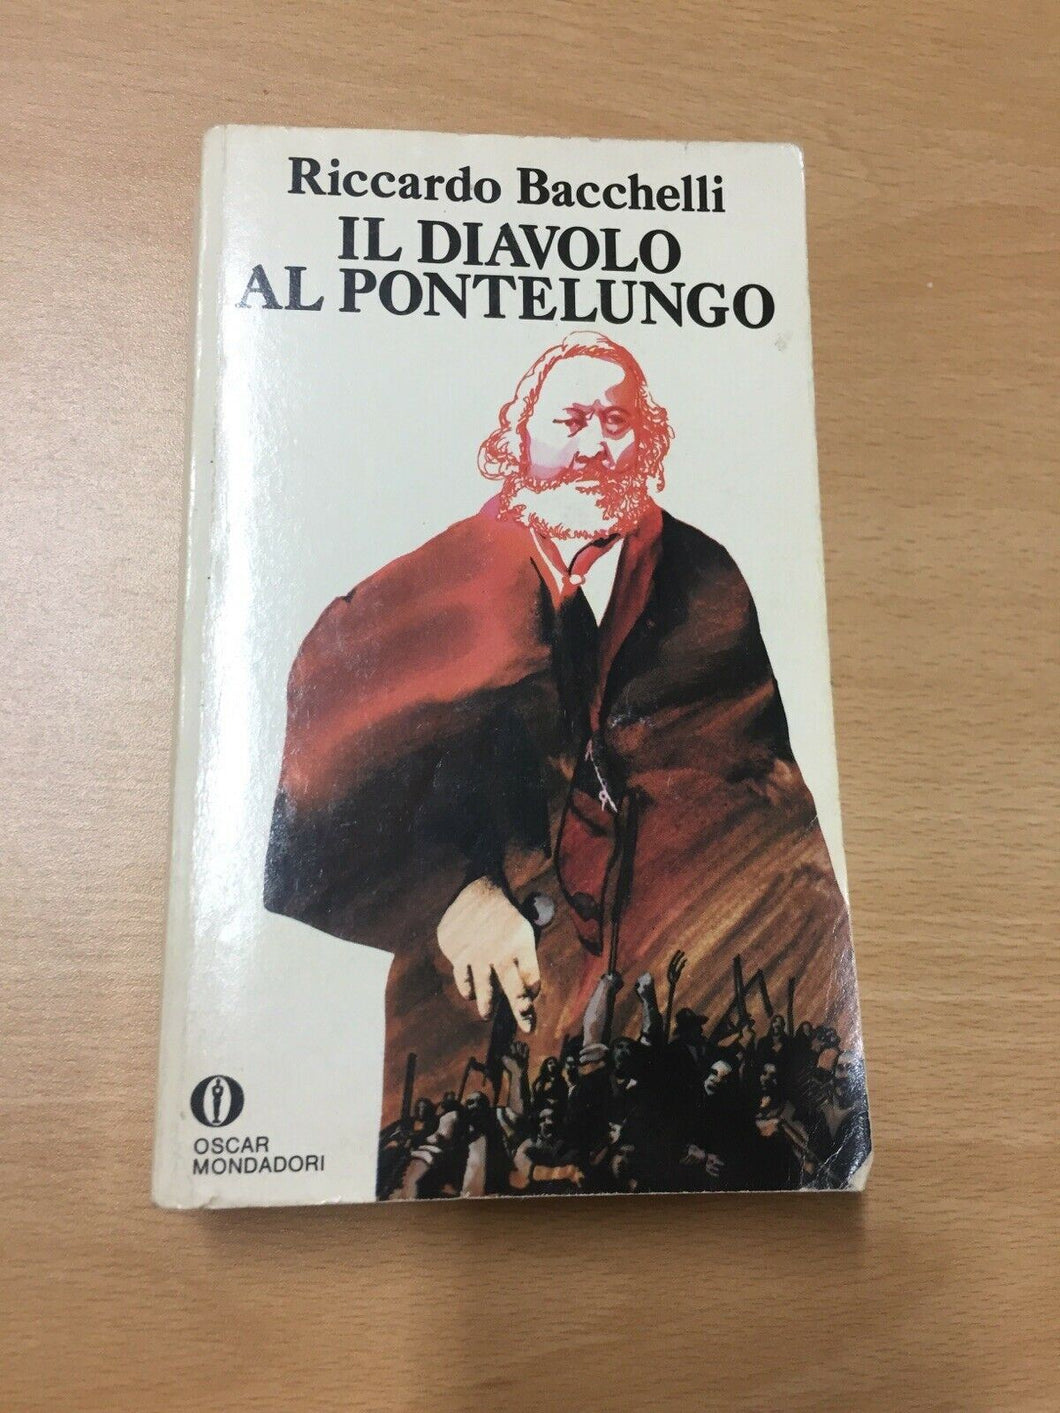 Riccardo Bacchelli
IL DIAVOLO
AL PONTELUNGO
OSCAR
MONDADORI